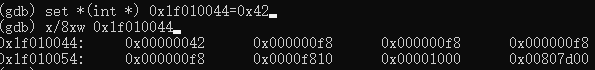 (gdb) set *(int *) 0x1f010044=0x42
(gdb) x/8xw 0x1f010044
0x1f010044: 0x00000042 0x000000f8 0x000000f8 0x000000f8
0x1f010054: 0x000000f8 0x0000f810 0x00001000 0x00807d00